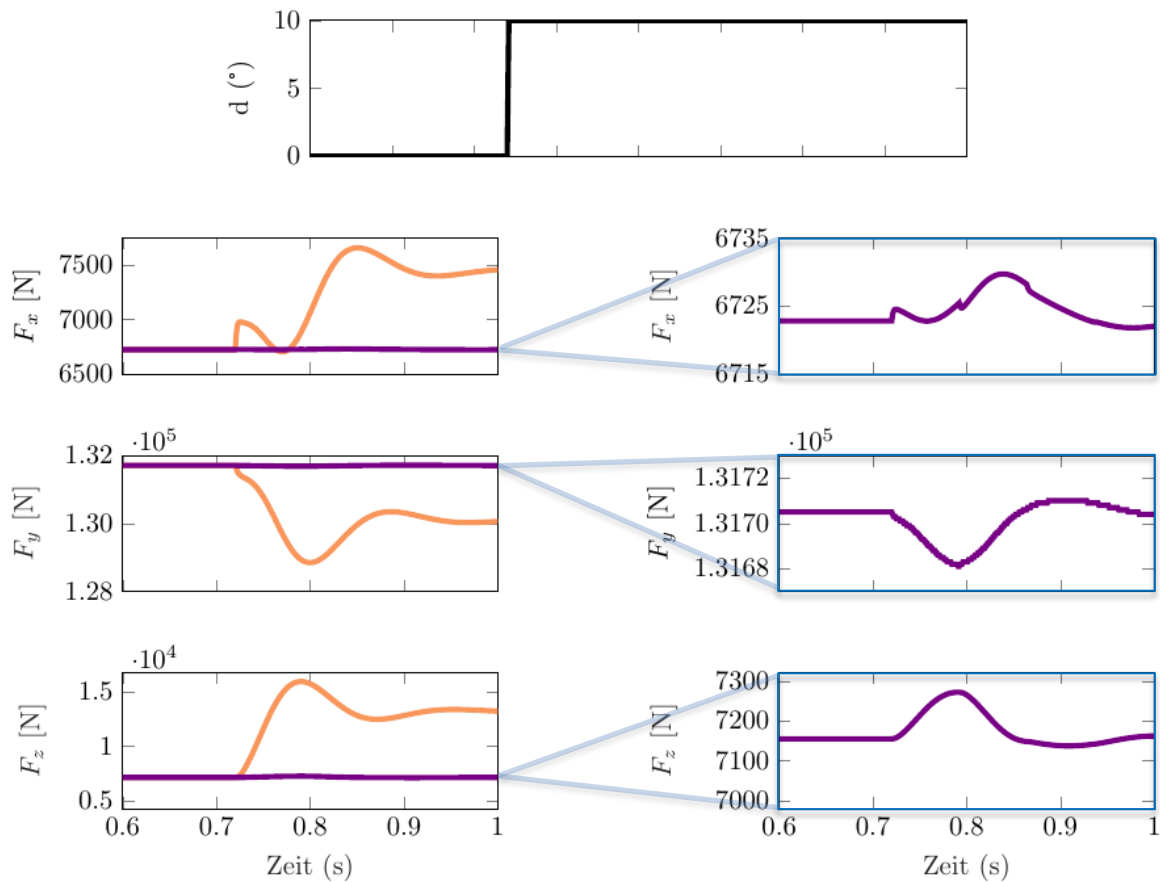 10
5
0
d (°)
7500
7000
6500
F_x [N]
6735
6725
6715
F_x [N]
·10^5
1.32
1.30
1.28
F_y [N]
·10^5
1.3172
1.3170
1.3168
F_y [N]
·10^4
1.5
1
0.5
F_z [N]
0.6 0.7 0.8 0.9 1
Zeit (s)
7300
7200
7100
7000
F_z [N]
0.6 0.7 0.8 0.9 1
Zeit (s)